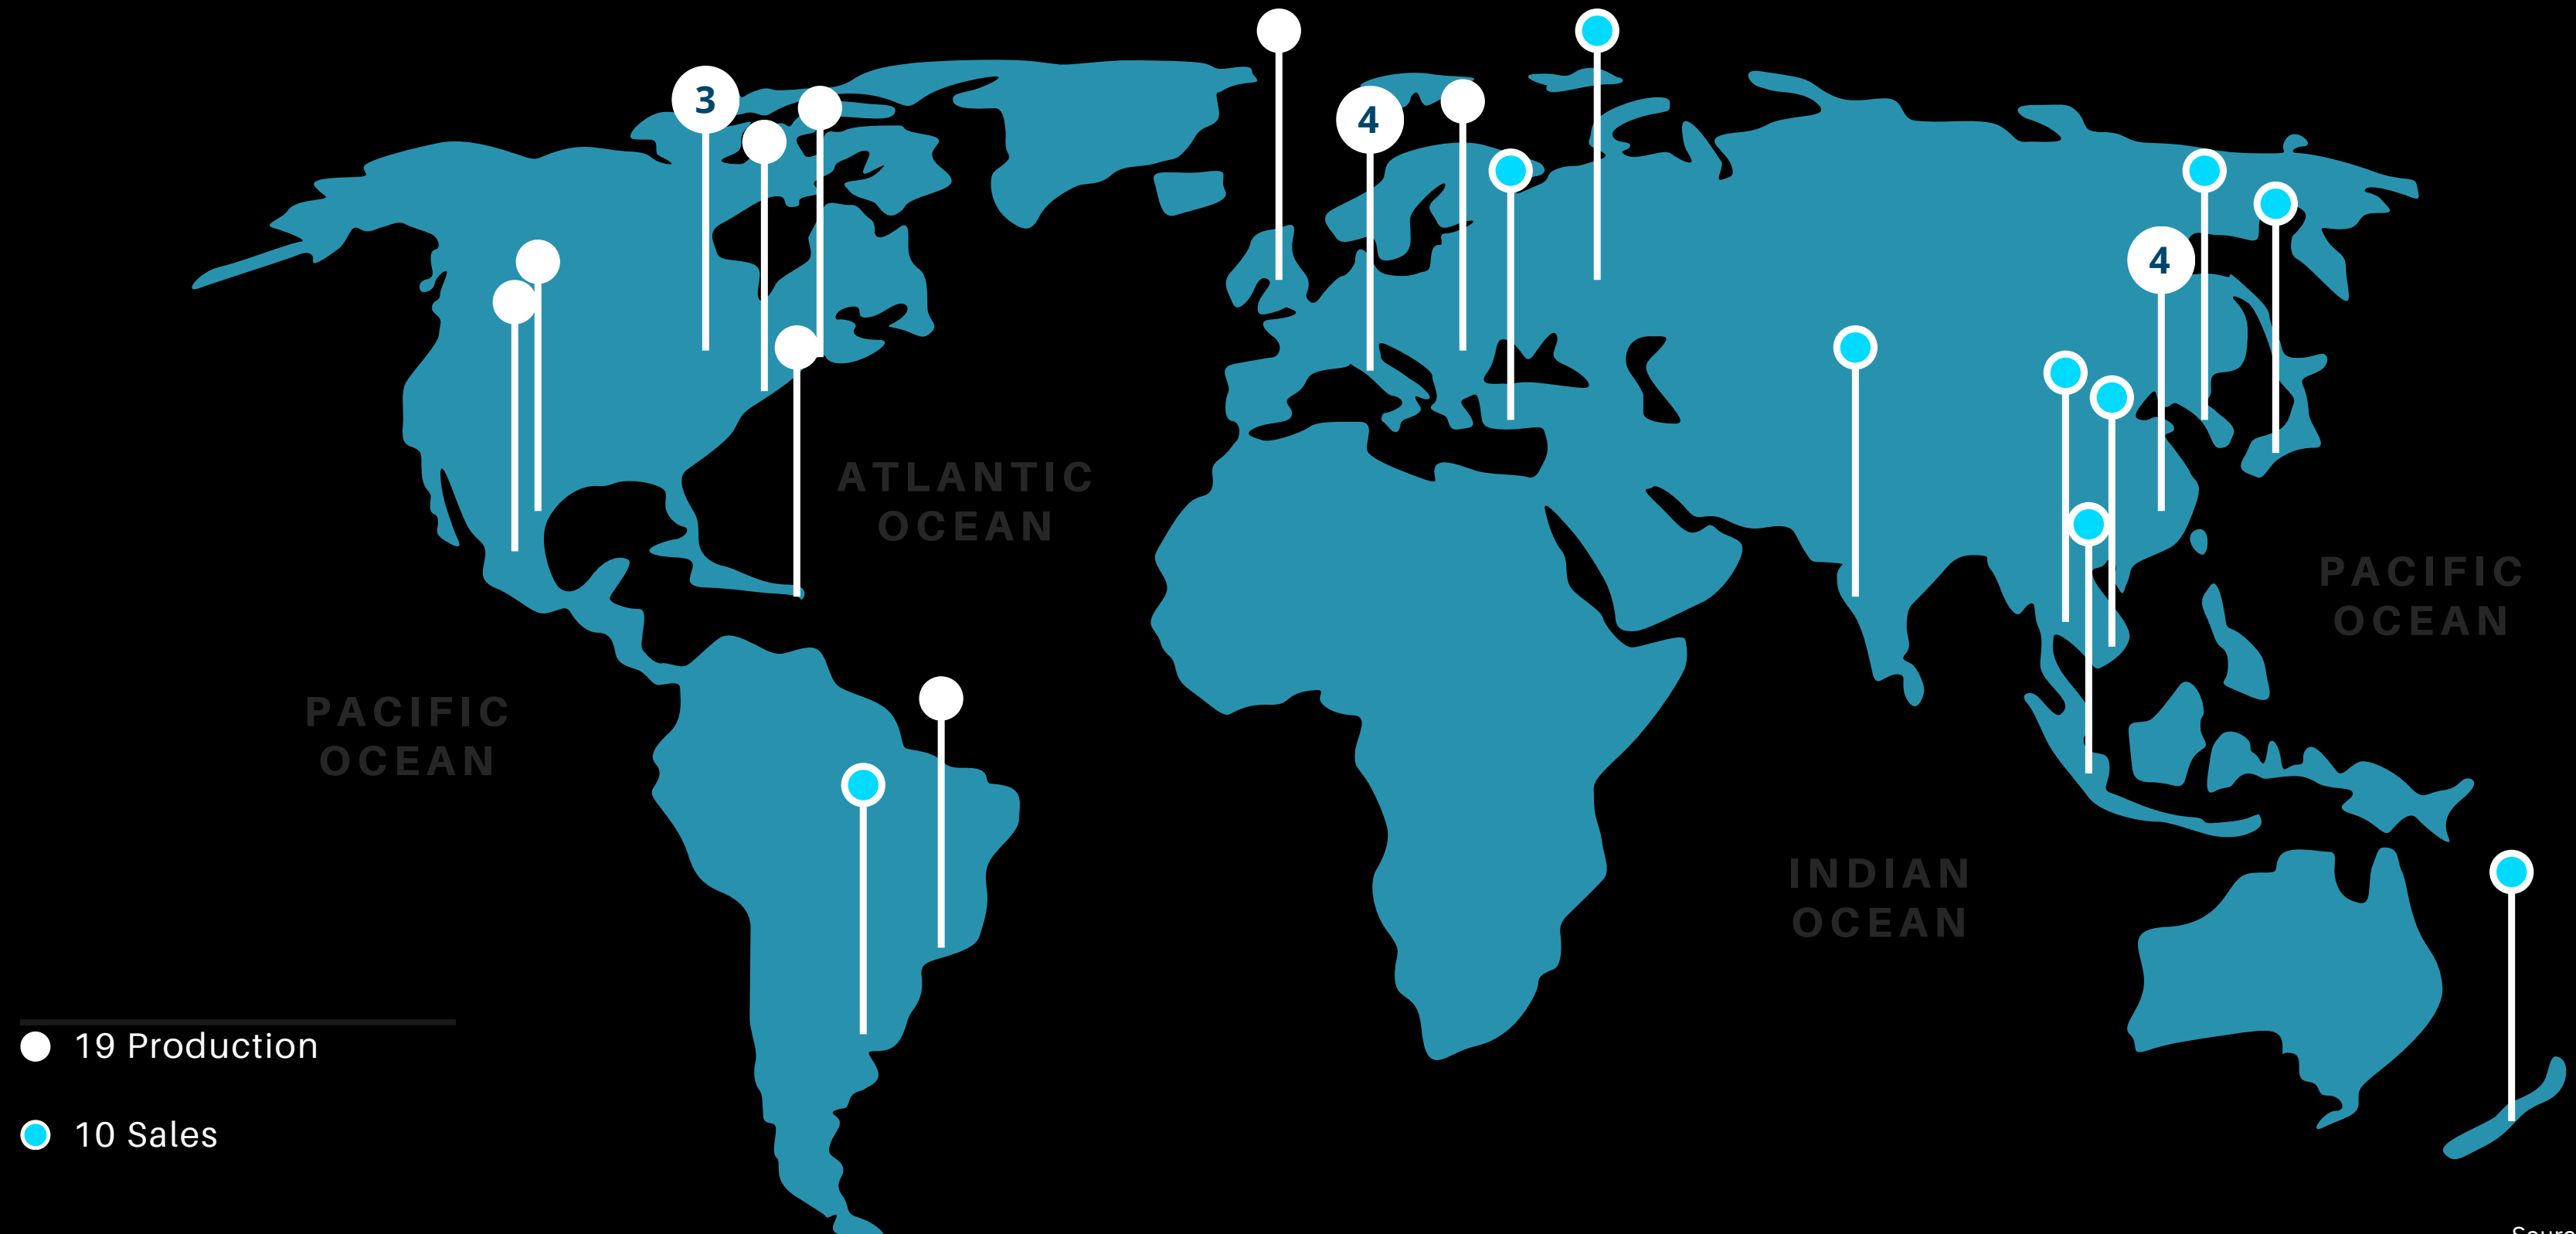 3
4
4
ATLANTIC
OCEAN
PACIFIC
OCEAN
PACIFIC
OCEAN
INDIAN
OCEAN
19 Production
10 Sales